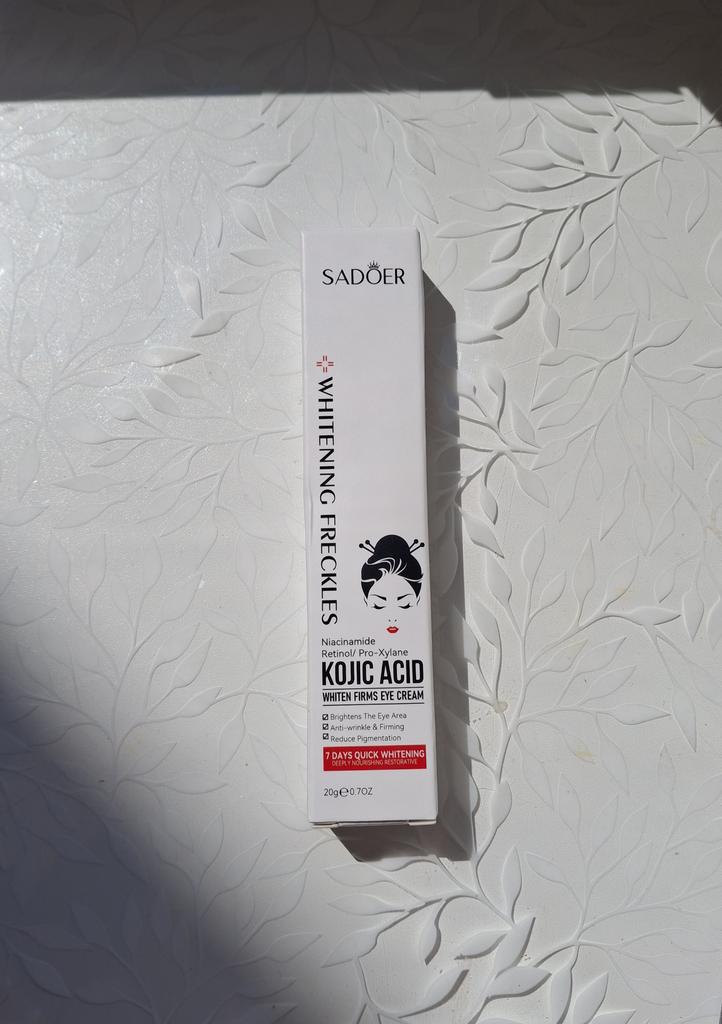 SADOER
WHITENING FRECKLES
Niacinamide
Retinol/ Pro-Xylane
KOJIC ACID
WHITEN FIRMS EYE CREAM
Brightens The Eye Area
Anti-wrinkle & Firming
Reduce Pigmentation
7 DAYS QUICK WHITENING
DEEPLY NOURISHING RESTORATIVE
20g℮0.7OZ